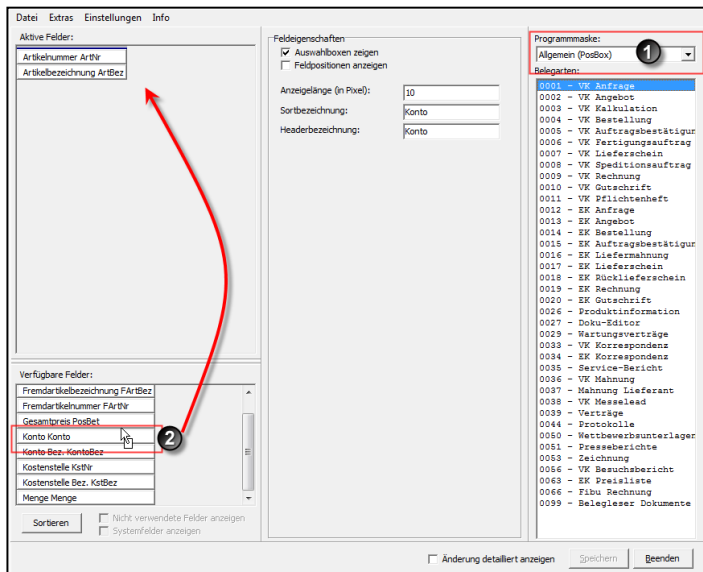 Datei Extras Einstellungen Info
Aktive Felder:
Artikelnummer ArtNr
Artikelbezeichnung ArtBez
Verfügbare Felder:
Fremdartikelbezeichnung FArtBez
Fremdartikelnummer FArtNr
Gesamtpreis PosBet
Konto Konto
Konto Bez. KontoBez
Kostenstelle KstNr
Kostenstelle Bez. KstBez
Menge Menge
2
Sortieren
Nicht verwendete Felder anzeigen
Systemfelder anzeigen
Feldeigenschaften
Auswahlboxen zeigen
Feldpositionen anzeigen
Anzeigelänge (in Pixel): 10
Sortbezeichnung: Konto
Headerbezeichnung: Konto
Programmmaske:
Allgemein (PosBox)
1
Belegarten:
0001 - VK Anfrage
0002 - VK Angebot
0003 - VK Kalkulation
0004 - VK Bestellung
0005 - VK Auftragsbestätigun
0006 - VK Fertigungsauftrag
0007 - VK Lieferschein
0008 - VK Speditionsauftrag
0009 - VK Rechnung
0010 - VK Gutschrift
0011 - VK Pflichtenheft
0012 - EK Anfrage
0013 - EK Angebot
0014 - EK Bestellung
0015 - EK Auftragsbestätigun
0016 - EK Liefermahnung
0017 - EK Lieferschein
0018 - EK Rücklieferschein
0019 - EK Rechnung
0020 - EK Gutschrift
0026 - Produktinformation
0027 - Doku-Editor
0029 - Wartungsverträge
0033 - VK Korrespondenz
0034 - EK Korrespondenz
0035 - Service-Bericht
0036 - VK Mahnung
0037 - Mahnung Lieferant
0038 - VK Messelead
0039 - Verträge
0044 - Protokolle
0050 - Wettbewerbsunterlagen
0051 - Presseberichte
0053 - Zeichnung
0056 - VK Besuchsbericht
0063 - EK Preisliste
0066 - Fibu Rechnung
0099 - Belegleser Dokumente
Änderung detailliert anzeigen
Speichern
Beenden